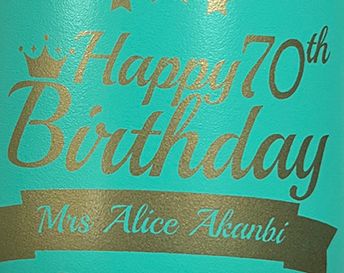 Happy 70th
Birthday
Mrs Alice Akanbi